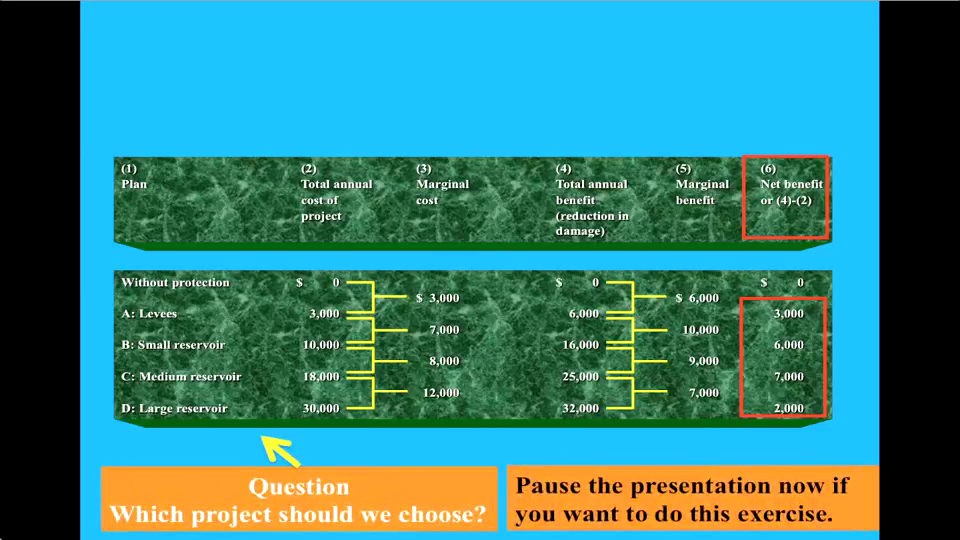 (1) (2) (3) (4) (5) (6)
Plan Total annual Marginal Total annual Marginal Net benefit
cost of cost benefit benefit or (4)-(2)
project (reduction in
damage)
Without protection $ 0 $ 0 $ 0
$ 3,000 $ 6,000
A: Levees 3,000 6,000 3,000
7,000 10,000
B: Small reservoir 10,000 16,000 6,000
8,000 9,000
C: Medium reservoir 18,000 25,000 7,000
12,000 7,000
D: Large reservoir 30,000 32,000 2,000
Question
Which project should we choose?
Pause the presentation now if
you want to do this exercise.